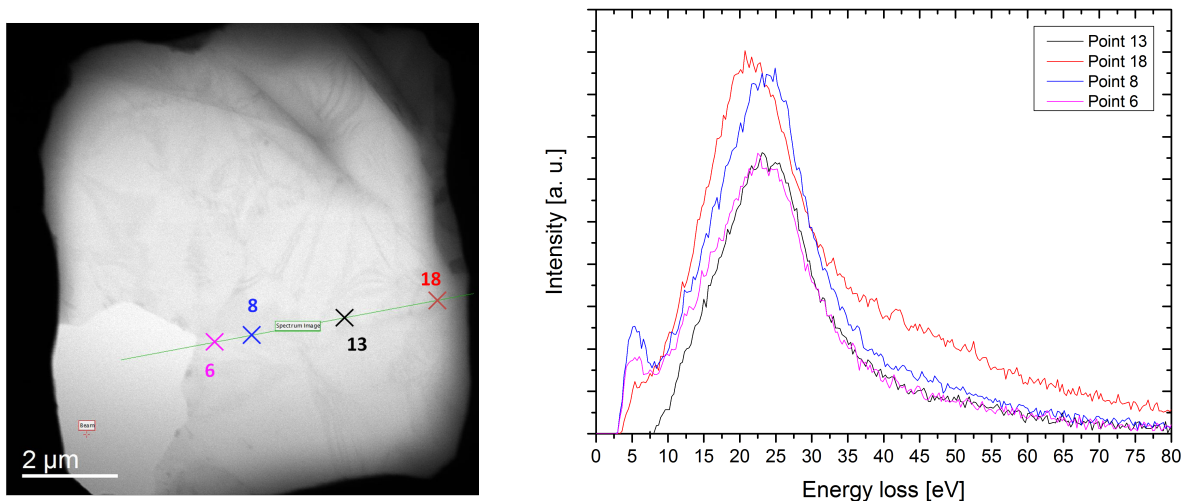 18
8
Spectrum Image
13
6
Beam
2 μm
Intensity [a. u.]
Point 13
Point 18
Point 8
Point 6
0 5 10 15 20 25 30 35 40 45 50 55 60 65 70 75 80
Energy loss [eV]